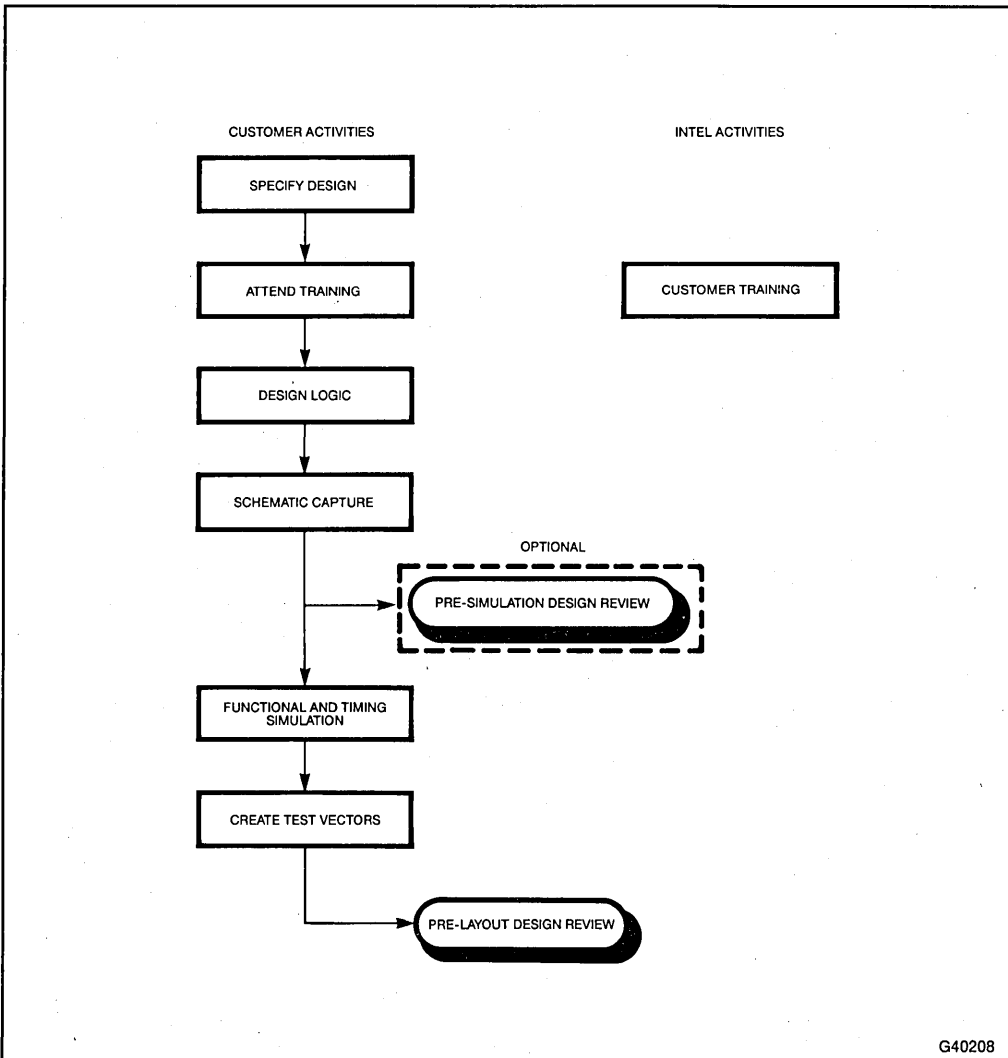 CUSTOMER ACTIVITIES
INTEL ACTIVITIES
SPECIFY DESIGN
ATTEND TRAINING
CUSTOMER TRAINING
DESIGN LOGIC
SCHEMATIC CAPTURE
OPTIONAL
PRE-SIMULATION DESIGN REVIEW
FUNCTIONAL AND TIMING
SIMULATION
CREATE TEST VECTORS
PRE-LAYOUT DESIGN REVIEW
G40208